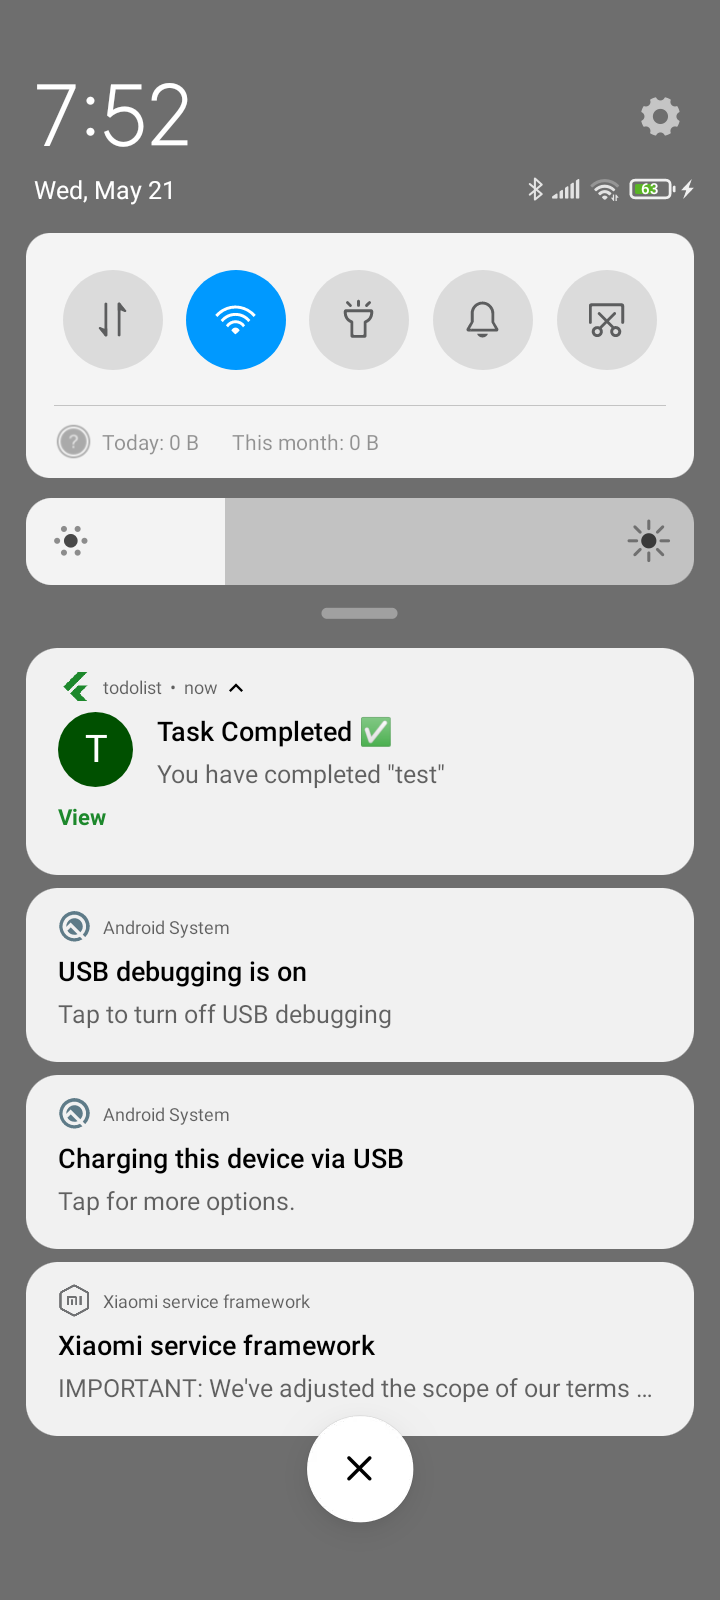 7:52
Wed, May 21
63
Today: 0 B This month: 0 B
todolist • now
T
Task Completed ✅
You have completed "test"
View
Android System
USB debugging is on
Tap to turn off USB debugging
Android System
Charging this device via USB
Tap for more options.
Xiaomi service framework
Xiaomi service framework
IMPORTANT: We've adjusted the scope of our terms ...